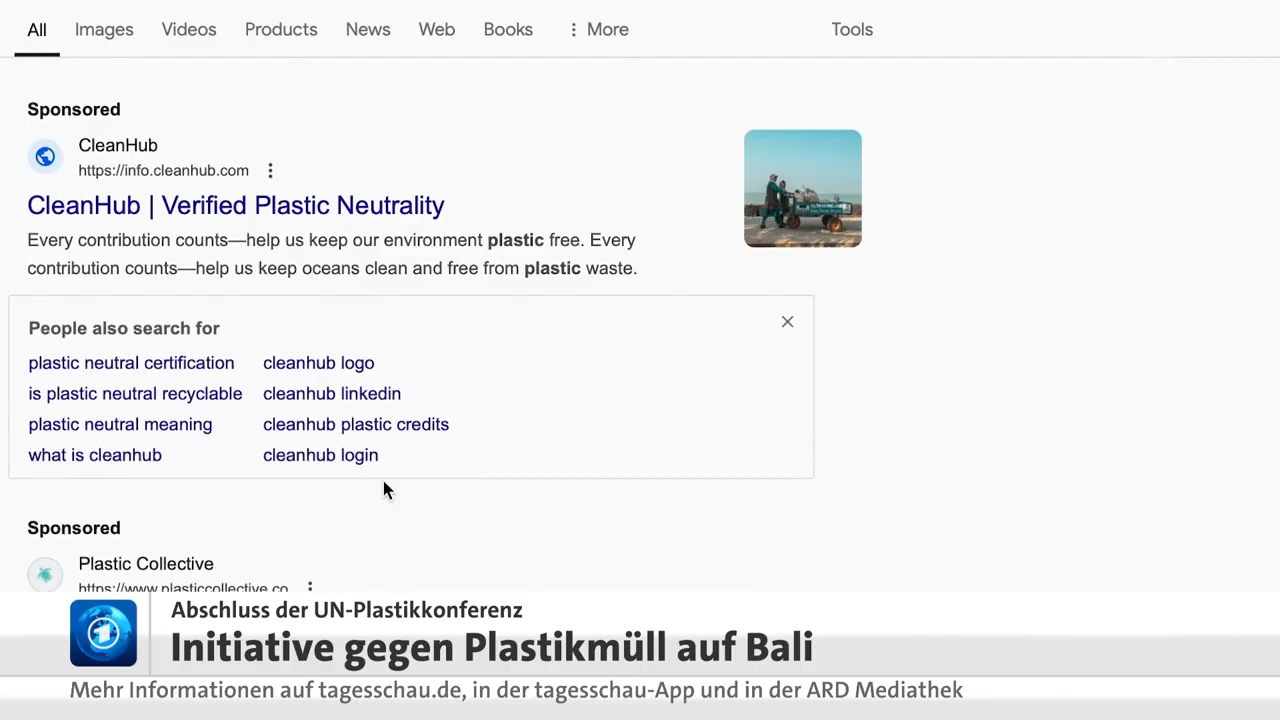 All Images Videos Products News Web Books More Tools
Sponsored
CleanHub
https://info.cleanhub.com
CleanHub | Verified Plastic Neutrality
Every contribution counts—help us keep our environment plastic free. Every
contribution counts—help us keep oceans clean and free from plastic waste.
People also search for
plastic neutral certification cleanhub logo
is plastic neutral recyclable cleanhub linkedin
plastic neutral meaning cleanhub plastic credits
what is cleanhub cleanhub login
Sponsored
Plastic Collective
https://www.plasticcollective.co
Abschluss der UN-Plastikkonferenz
Initiative gegen Plastikmüll auf Bali
Mehr Informationen auf tagesschau.de, in der tagesschau-App und in der ARD Mediathek